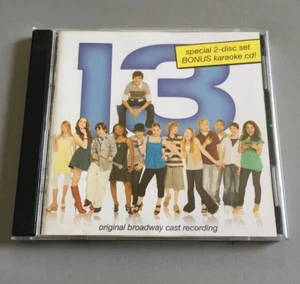 13
special 2-disc set
BONUS karaoke cd!
original broadway cast recording